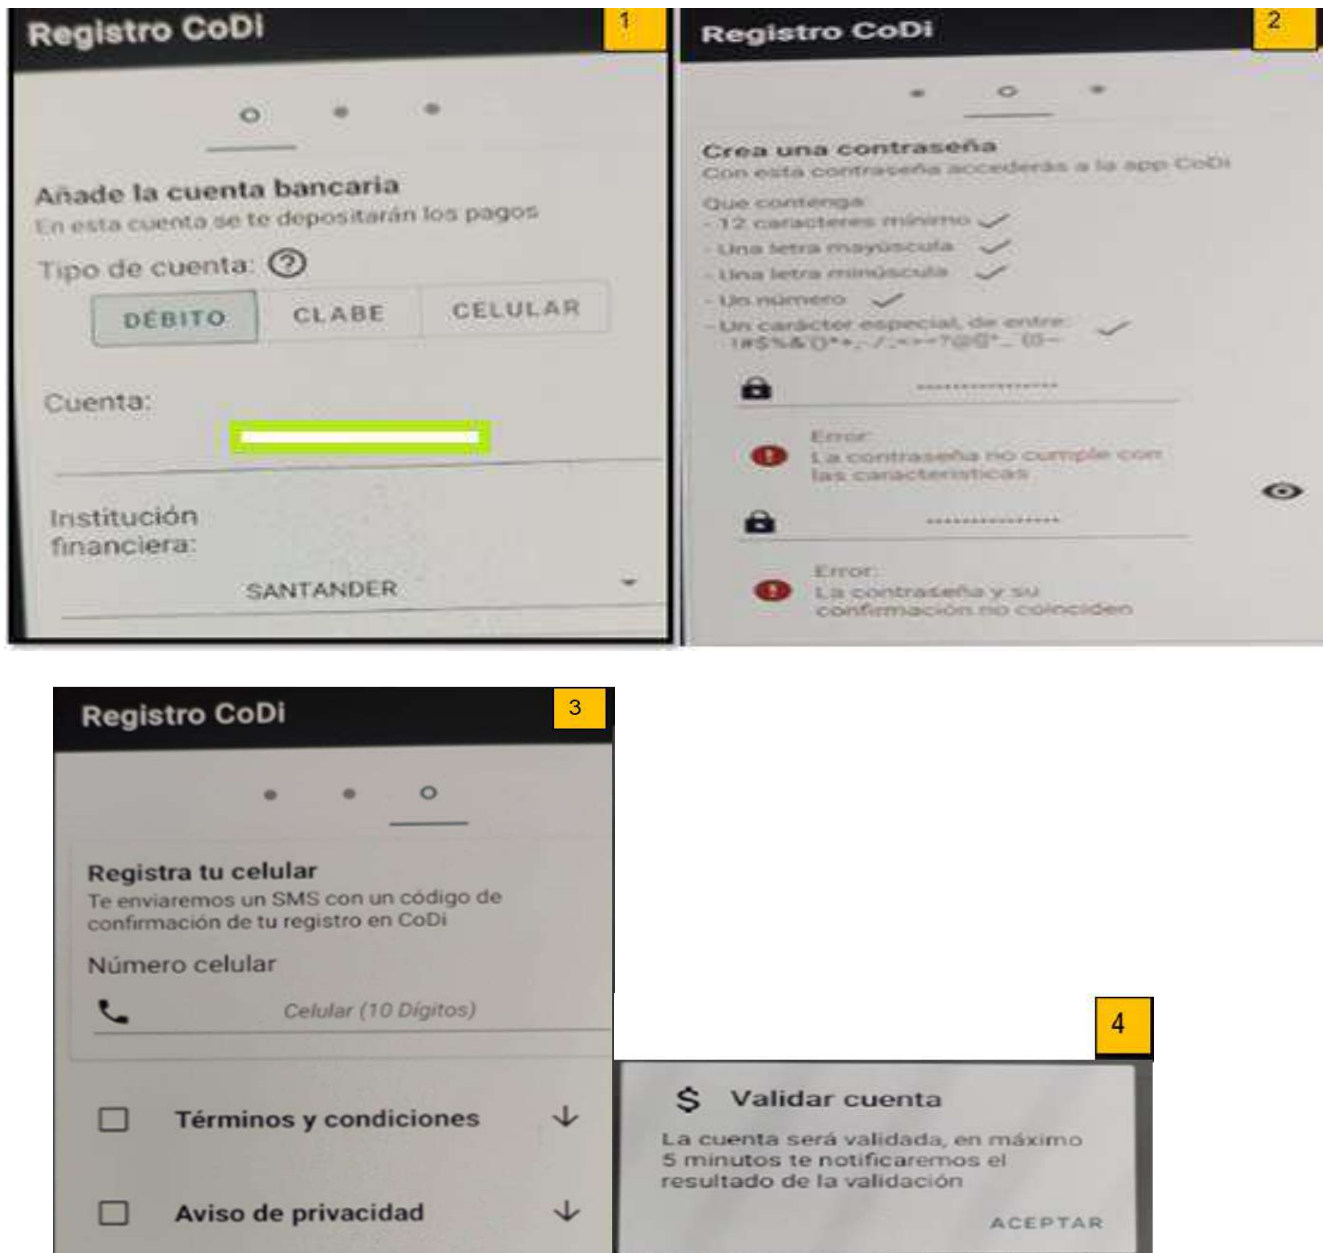 Registro CoDi
1
Añade la cuenta bancaria
En esta cuenta se te depositarán los pagos
Tipo de cuenta: ?
DÉBITO CLABE CELULAR
Cuenta:
Institución
financiera:
SANTANDER
Registro CoDi
2
Crea una contraseña
Con esta contraseña accederás a la app CoDi
Que contenga:
- 12 caracteres mínimo
- Una letra mayúscula
- Una letra minúscula
- Un número
- Un carácter especial, de entre:
Error:
La contraseña no cumple con
las características
Error:
La contraseña y su
confirmación no coinciden
Registro CoDi
3
Registra tu celular
Te enviaremos un SMS con un código de
confirmación de tu registro en CoDi
Número celular
Celular (10 Dígitos)
Términos y condiciones
Aviso de privacidad
4
$ Validar cuenta
La cuenta será validada, en máximo
5 minutos te notificaremos el
resultado de la validación
ACEPTAR